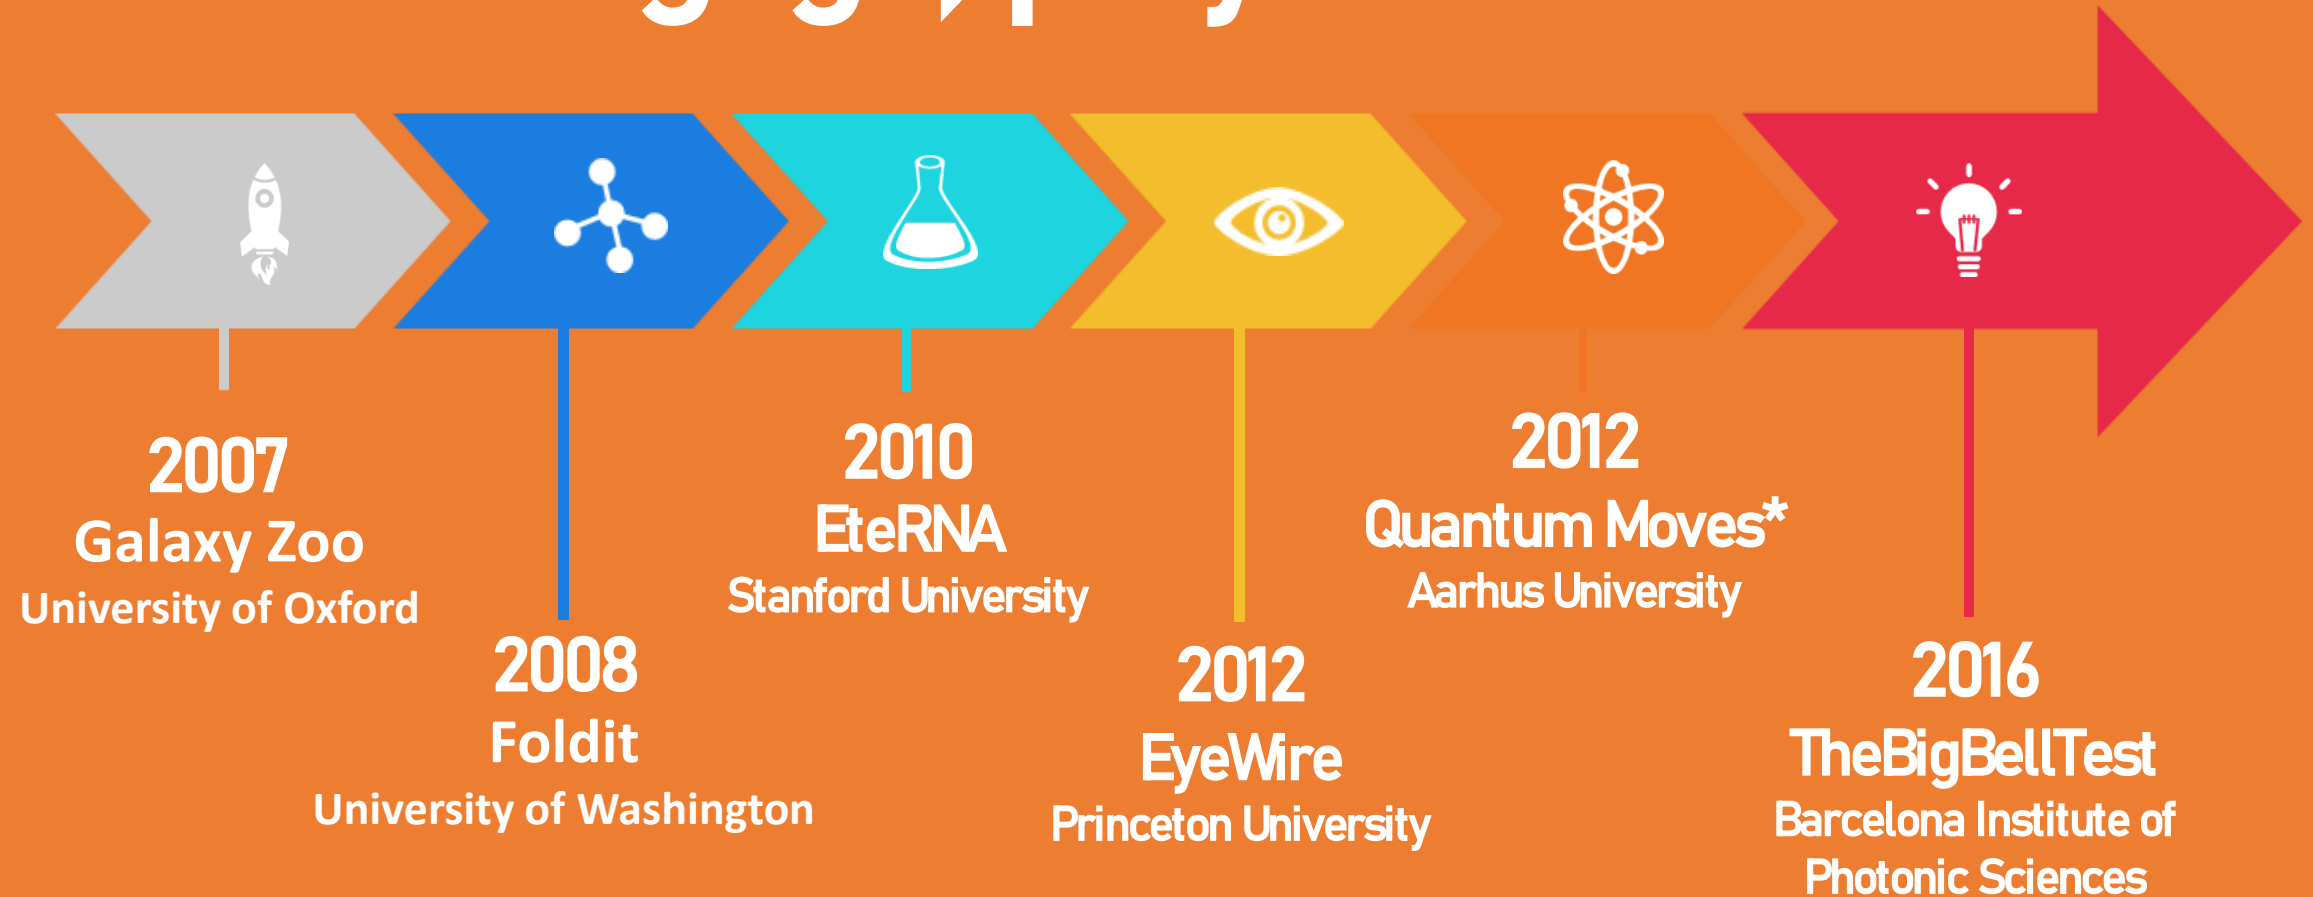 2007
Galaxy Zoo
University of Oxford
2008
Foldit
University of Washington
2010
EteRNA
Stanford University
2012
EyeWire
Princeton University
2012
Quantum Moves*
Aarhus University
2016
TheBigBellTest
Barcelona Institute of
Photonic Sciences